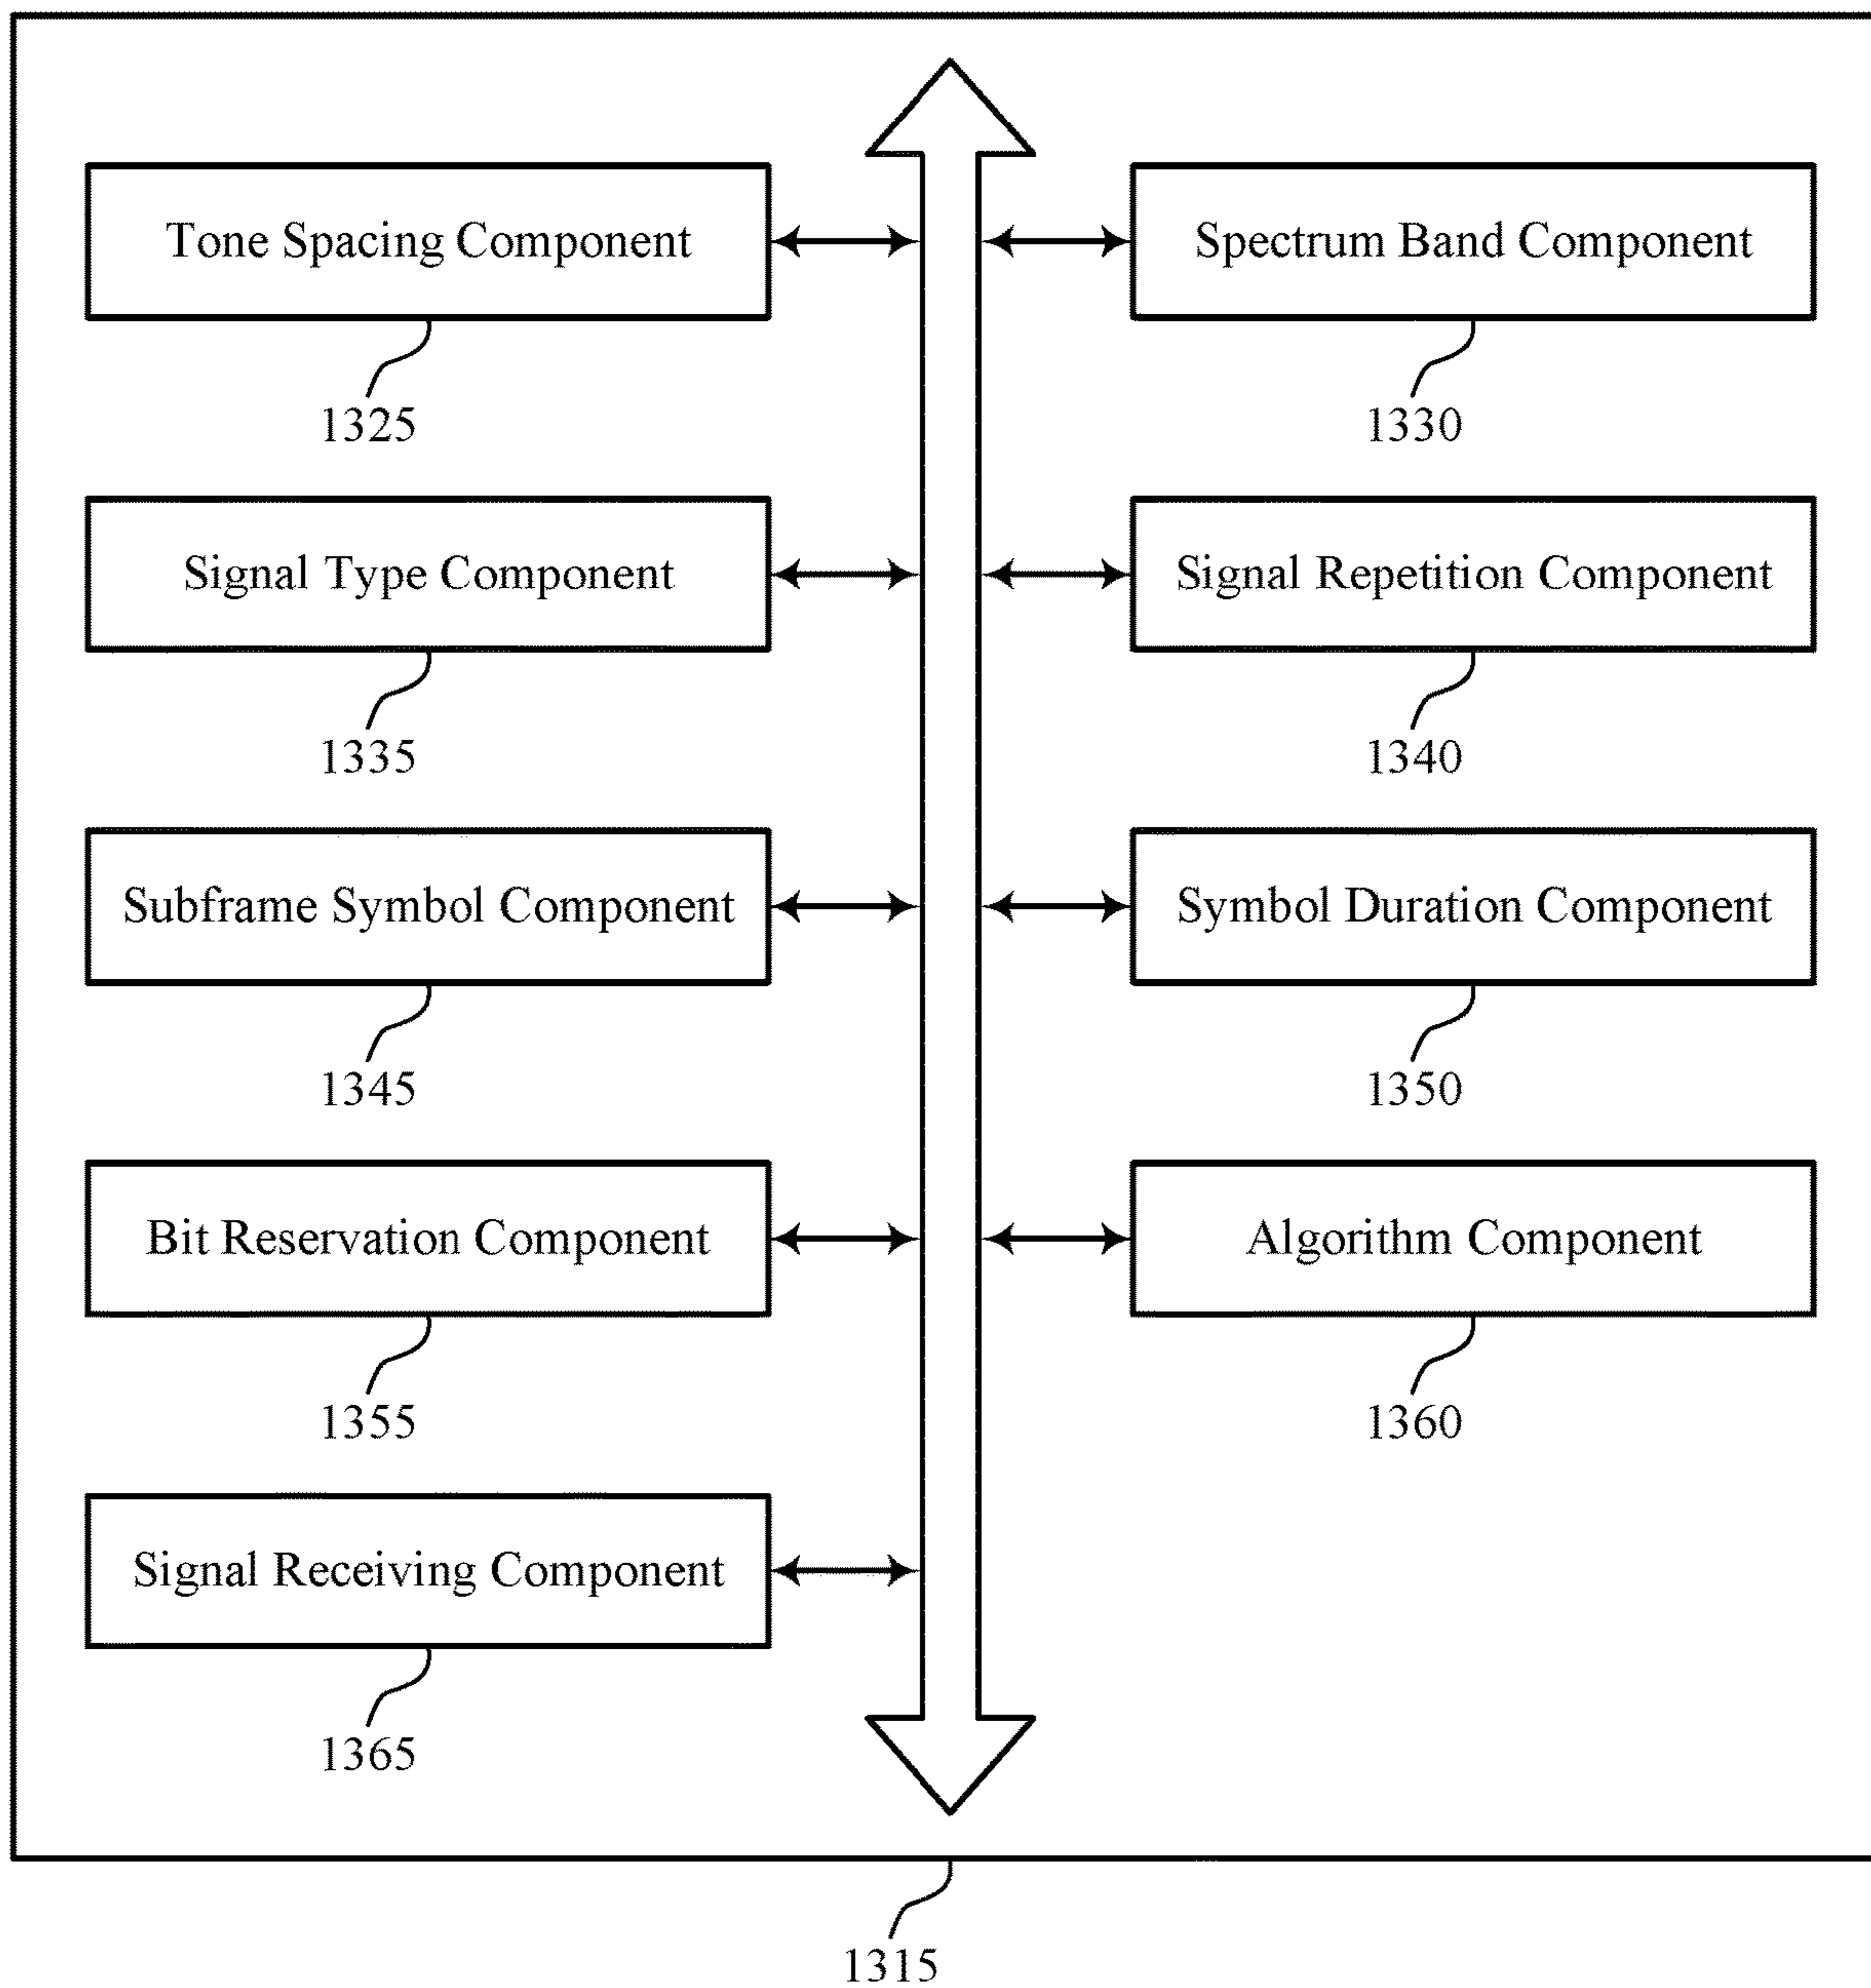 Tone Spacing Component
Spectrum Band Component
1325
1330
Signal Type Component
Signal Repetition Component
1335
1340
Subframe Symbol Component
Symbol Duration Component
1345
1350
Bit Reservation Component
Algorithm Component
1355
1360
Signal Receiving Component
1365
1315